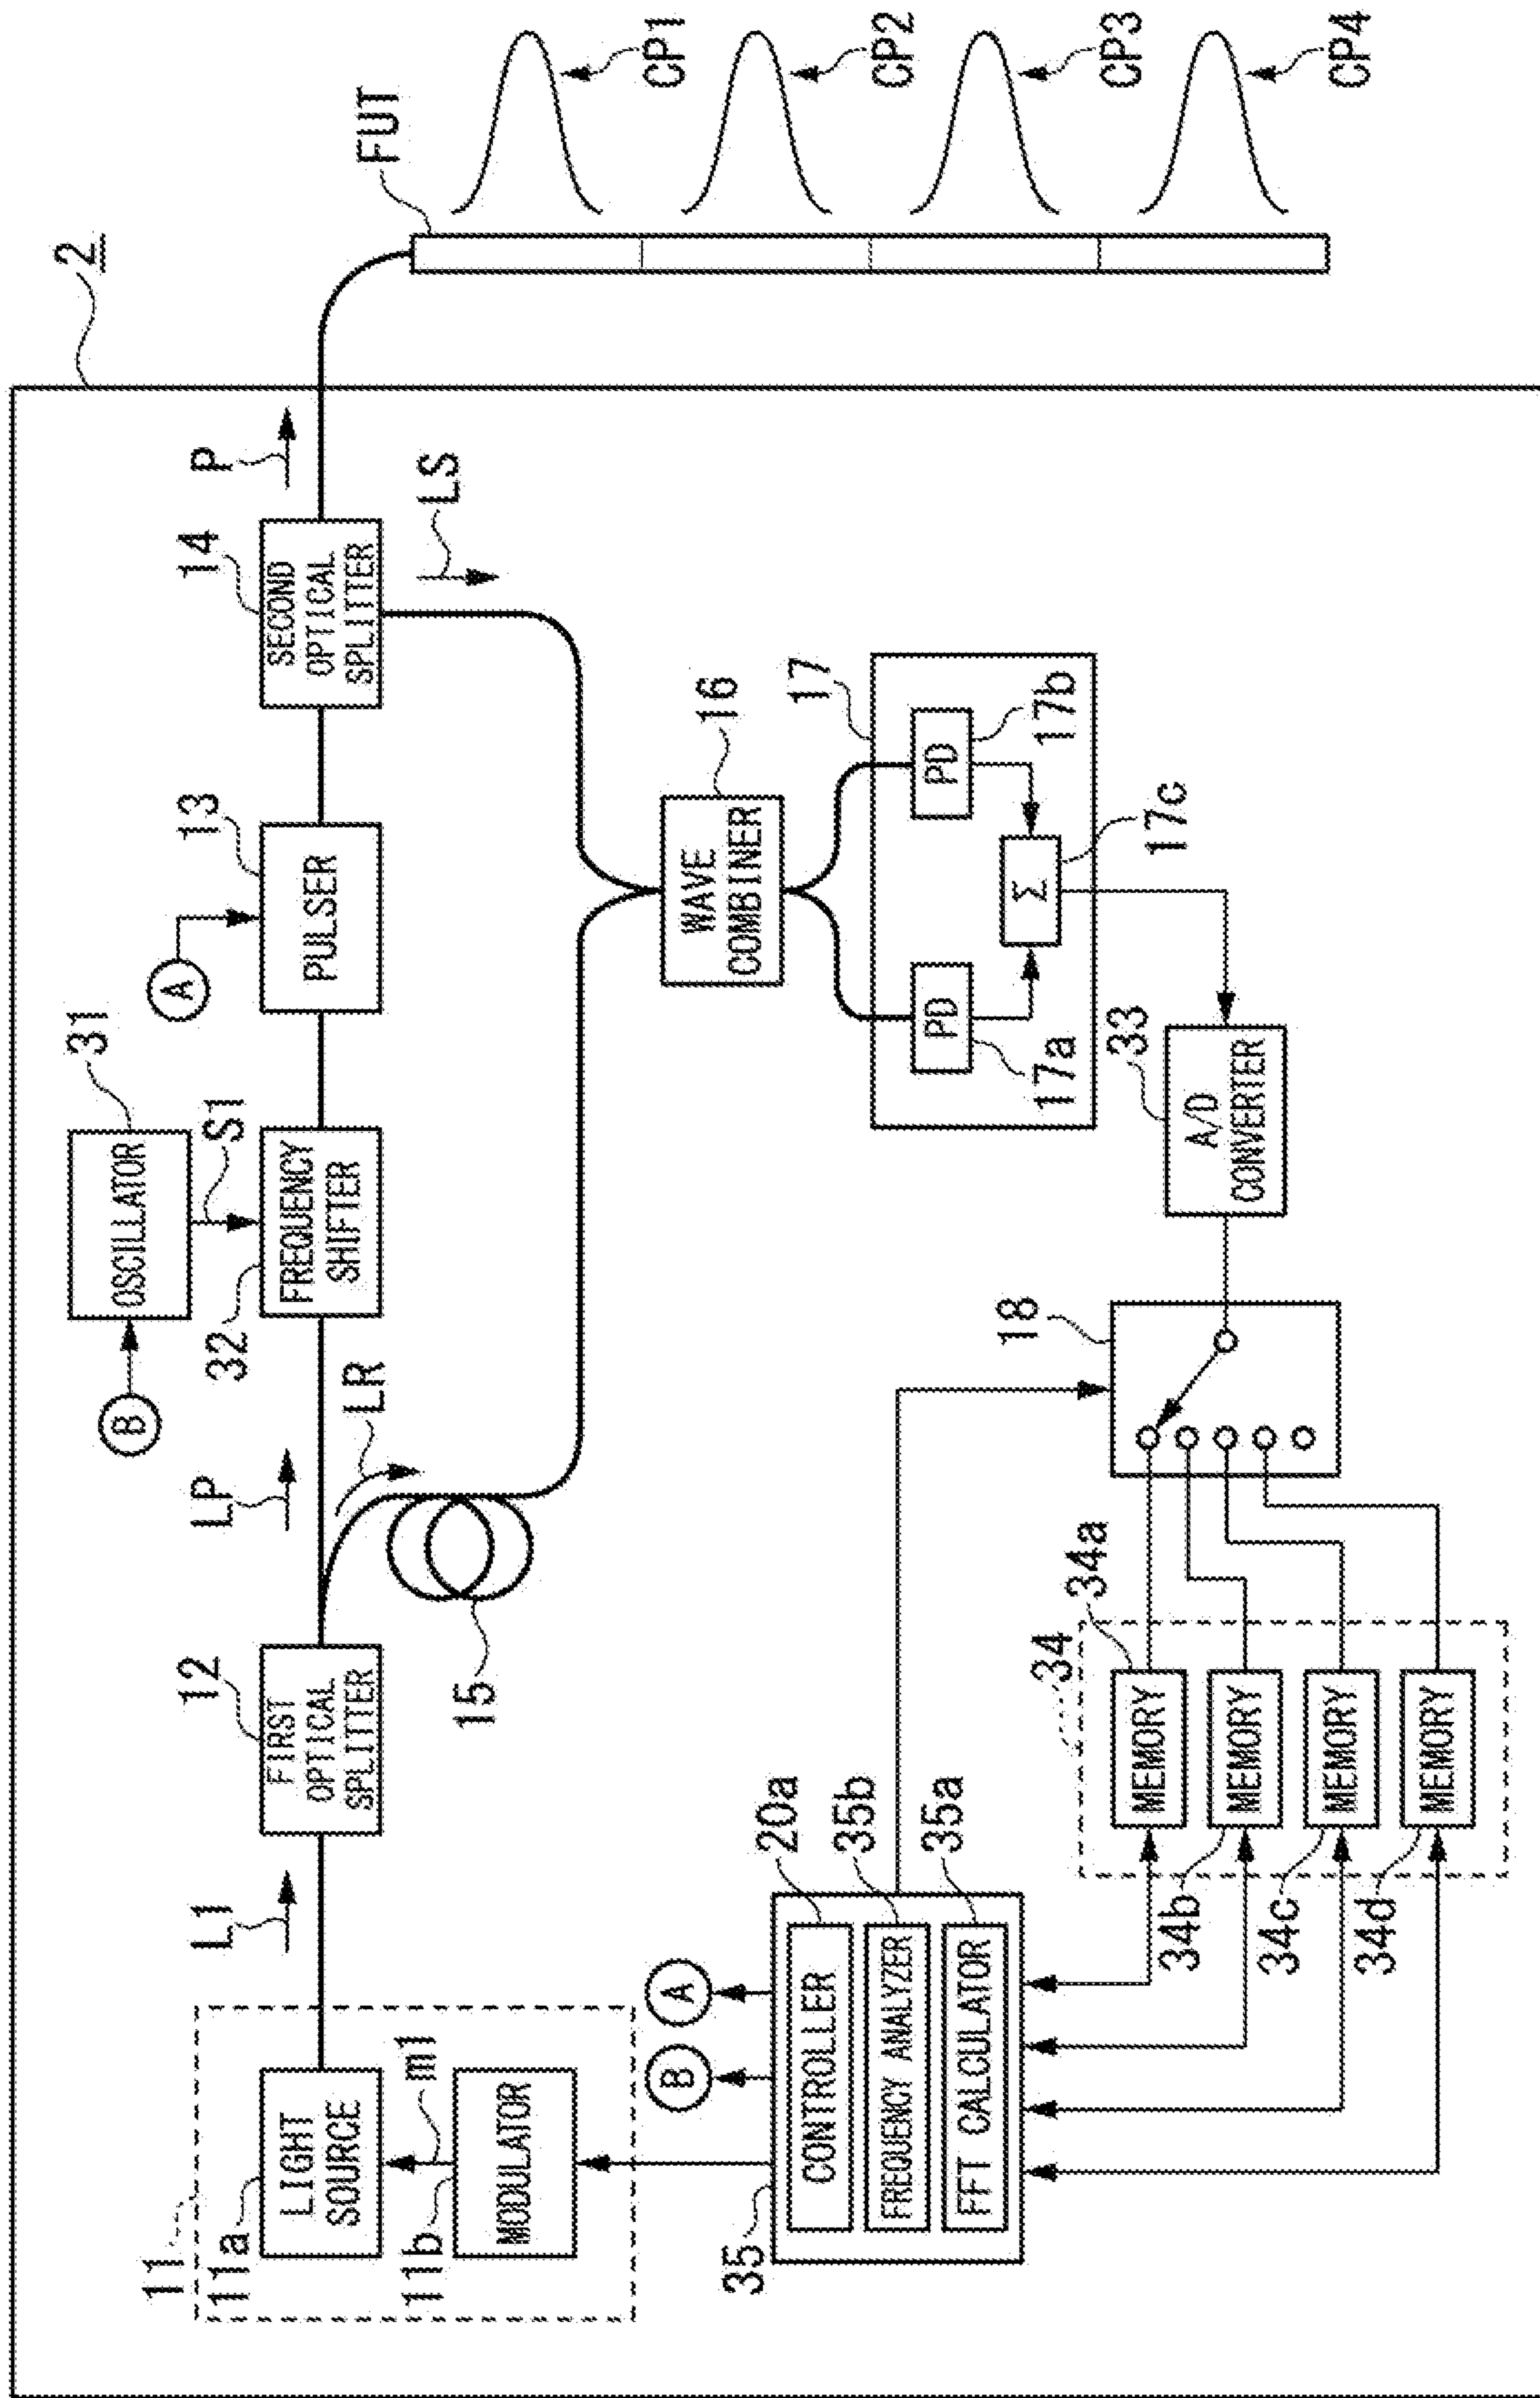 2
11
11a
LIGHT
SOURCE
m1
11b
MODULATOR
L1
12
FIRST
OPTICAL
SPLITTER
LP
LR
15
B
OSCILLATOR
31
S1
32
FREQUENCY
SHIFTER
A
13
PULSER
14
SECOND
OPTICAL
SPLITTER
P
LS
FUT
CP1
CP2
CP3
CP4
16
WAVE
COMBINER
17
PD
17a
PD
17b
Σ
17c
33
A/D
CONVERTER
18
34
34a
MEMORY
34b
MEMORY
34c
MEMORY
34d
MEMORY
B
A
35
CONTROLLER
20a
FREQUENCY ANALYZER
35b
FFT CALCULATOR
35a